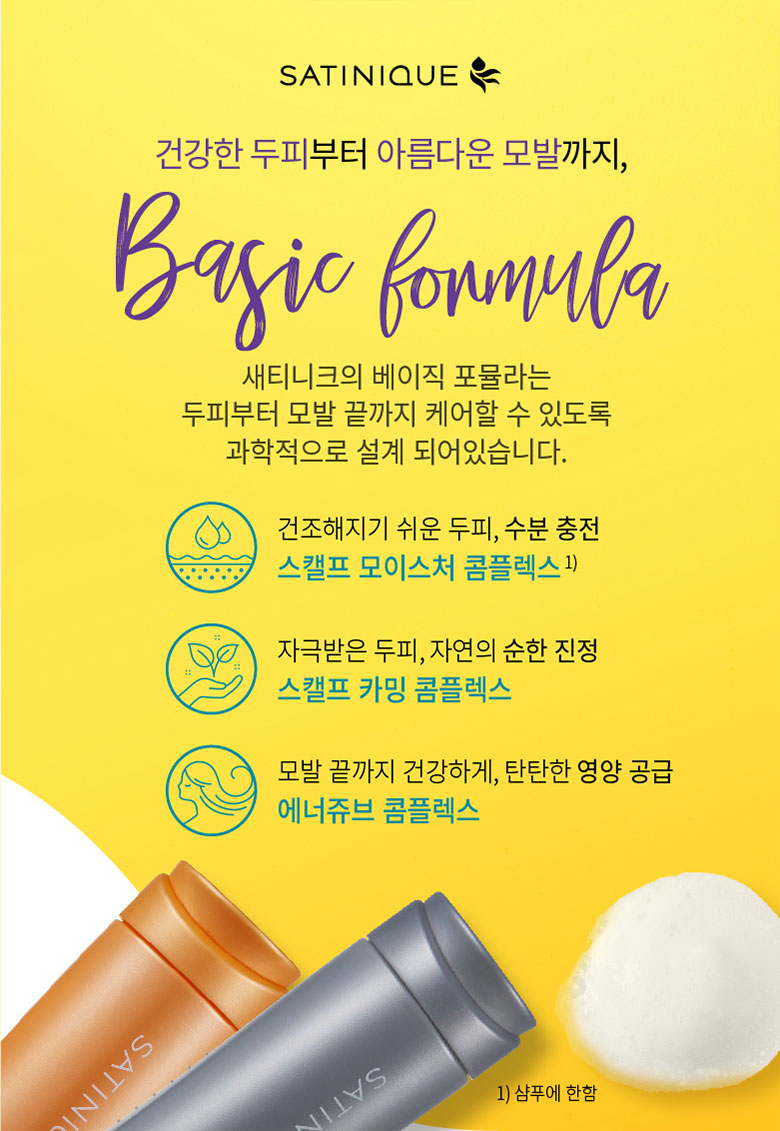 SATINIQUE
건강한 두피부터 아름다운 모발까지,
Basic formula
새티니크의 베이직 포뮬라는
두피부터 모발 끝까지 케어할 수 있도록
과학적으로 설계 되어있습니다.
건조해지기 쉬운 두피, 수분 충전
스캘프 모이스처 콤플렉스 1)
자극받은 두피, 자연의 순한 진정
스캘프 카밍 콤플렉스
모발 끝까지 건강하게, 탄탄한 영양 공급
에너쥬브 콤플렉스
SATINI
SATINI
1) 샴푸에 한함